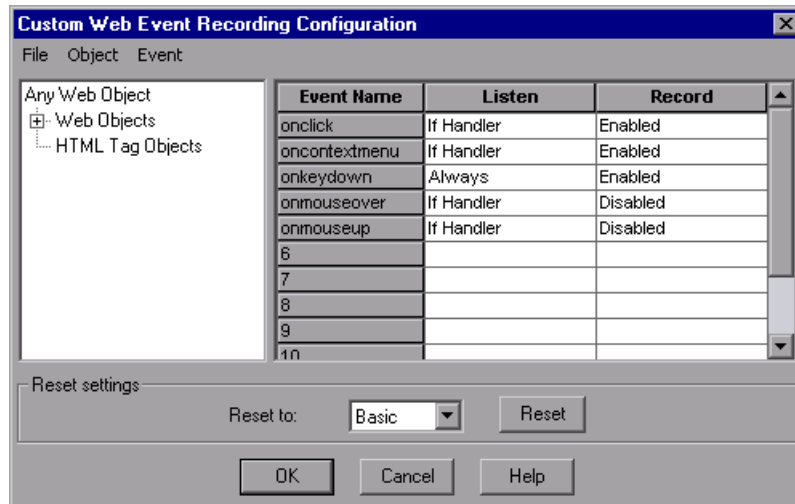 Custom Web Event Recording Configuration
File Object Event
Any Web Object
Web Objects
HTML Tag Objects
Event Name Listen Record
onclick If Handler Enabled
oncontextmenu If Handler Enabled
onkeydown Always Enabled
onmouseover If Handler Disabled
onmouseup If Handler Disabled
6
7
8
9
10
Reset settings
Reset to: Basic Reset
OK Cancel Help